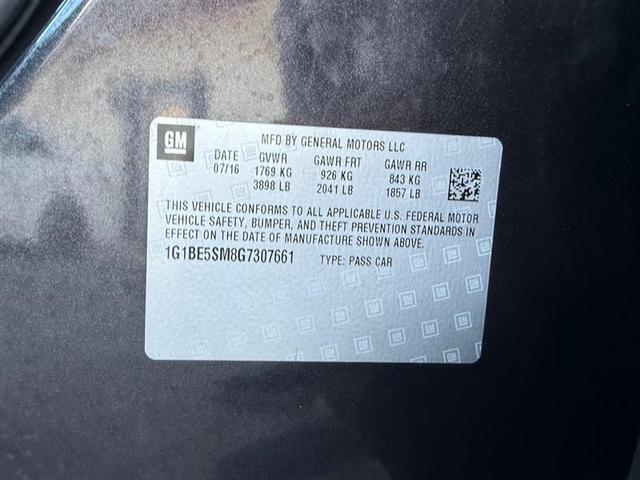 GM
MFD BY GENERAL MOTORS LLC
DATE GVWR GAWR FRT GAWR RR
07/16 1769 KG 926 KG 843 KG
3898 LB 2041 LB 1857 LB
THIS VEHICLE CONFORMS TO ALL APPLICABLE U.S. FEDERAL MOTOR
VEHICLE SAFETY, BUMPER, AND THEFT PREVENTION STANDARDS IN
EFFECT ON THE DATE OF MANUFACTURE SHOWN ABOVE.
1G1BE5SM8G7307661 TYPE: PASS CAR